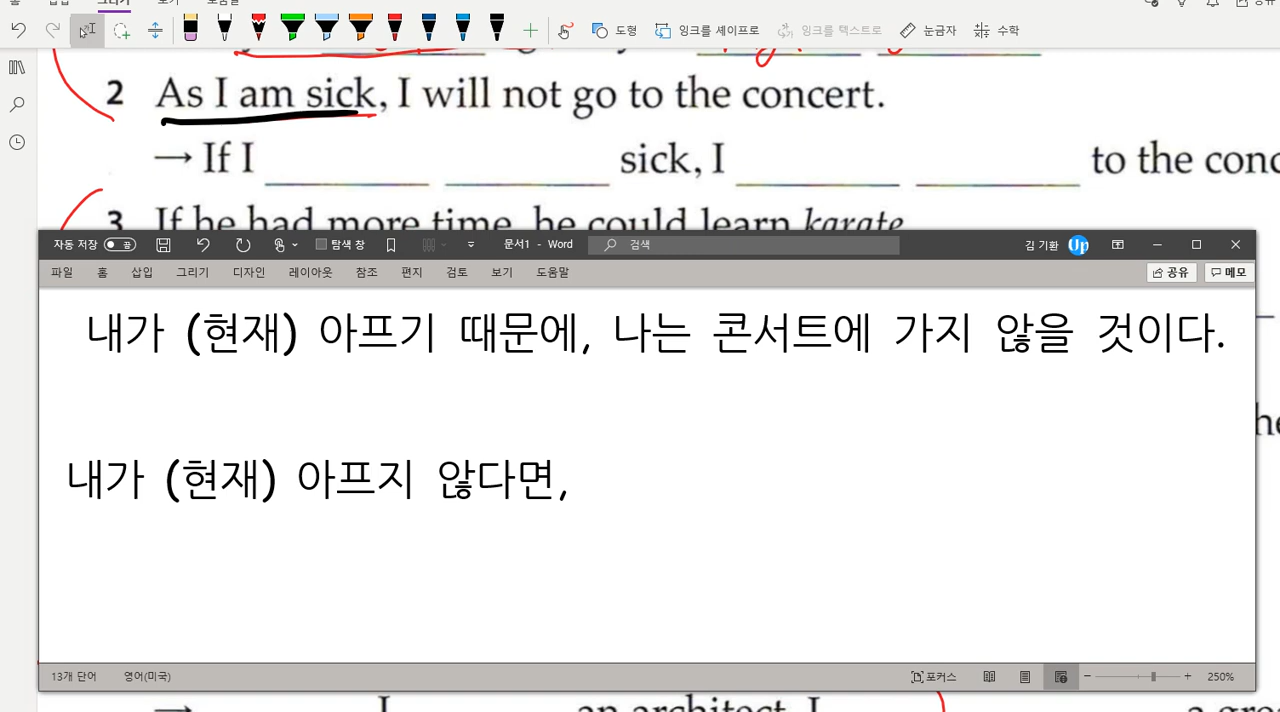 그리기
도형
잉크를 셰이프로
잉크를 텍스트로
눈금자
수학
2 As I am sick, I will not go to the concert.
→ If I sick, I to the conc
3 If he had more time, he could learn karate
자동 저장 끔
탐색 창
문서1 - Word
검색
김 기환
파일 홈 삽입 그리기 디자인 레이아웃 참조 편지 검토 보기 도움말
공유 메모
내가 (현재) 아프기 때문에, 나는 콘서트에 가지 않을 것이다.
내가 (현재) 아프지 않다면,
he
13개 단어 영어(미국)
포커스
250%
I an architect, I a grea